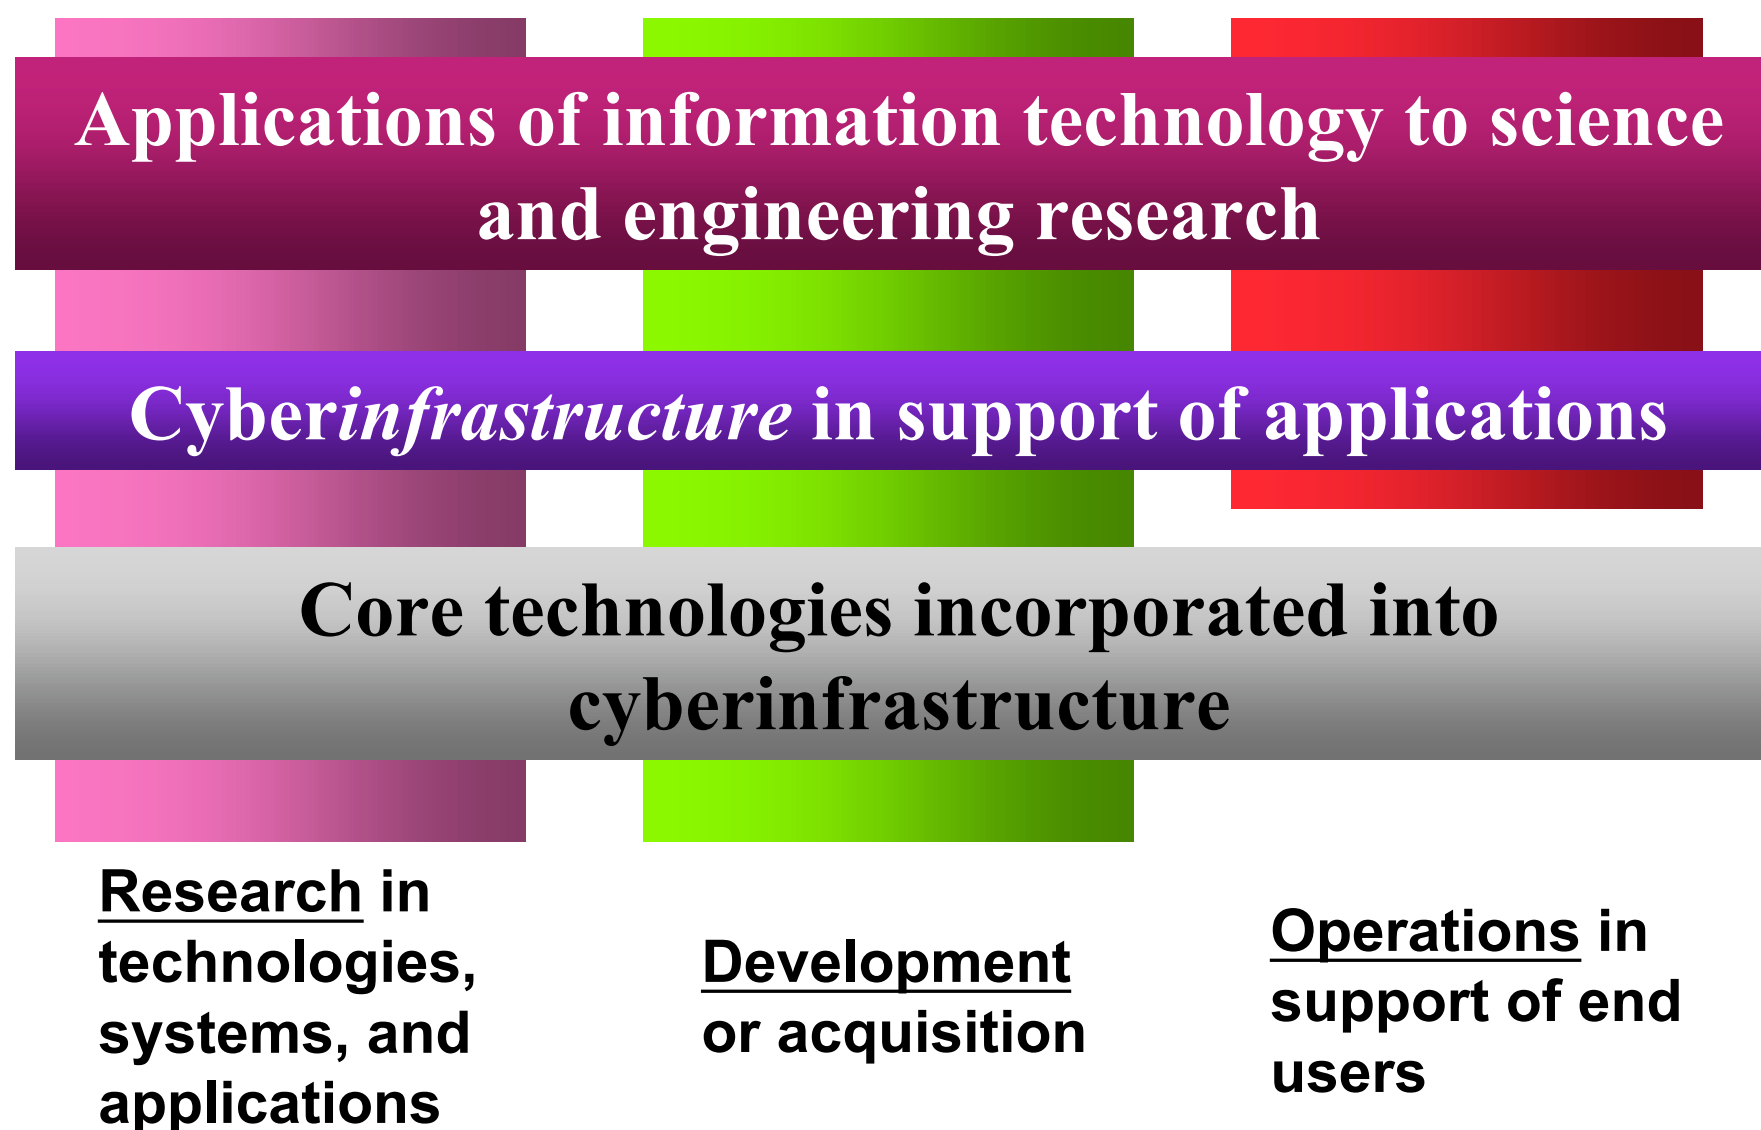 Applications of information technology to science
and engineering research
Cyberinfrastructure in support of applications
Core technologies incorporated into
cyberinfrastructure
Research in
technologies,
systems, and
applications
Development
or acquisition
Operations in
support of end
users